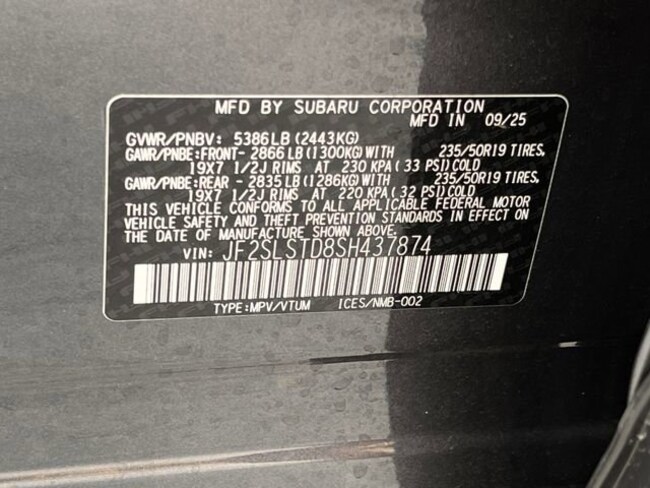 MFD BY SUBARU CORPORATION
MFD IN 09/25
GVWR/PNBV: 5386LB (2443KG)
GAWR/PNBE:FRONT- 2866LB (1300KG)WITH 235/50R19 TIRES,
19X7 1/2J RIMS AT 230 KPA (33 PSI)COLD
GAWR/PNBE:REAR - 2835LB (1286KG)WITH 235/50R19 TIRES,
19X7 1/2J RIMS AT 220 KPA (32 PSI)COLD
THIS VEHICLE CONFORMS TO ALL APPLICABLE FEDERAL MOTOR
VEHICLE SAFETY AND THEFT PREVENTION STANDARDS IN EFFECT ON
THE DATE OF MANUFACTURE SHOWN ABOVE.
VIN: JF2SLSTD8SH437874
TYPE:MPV/VTUM ICES/NMB-002